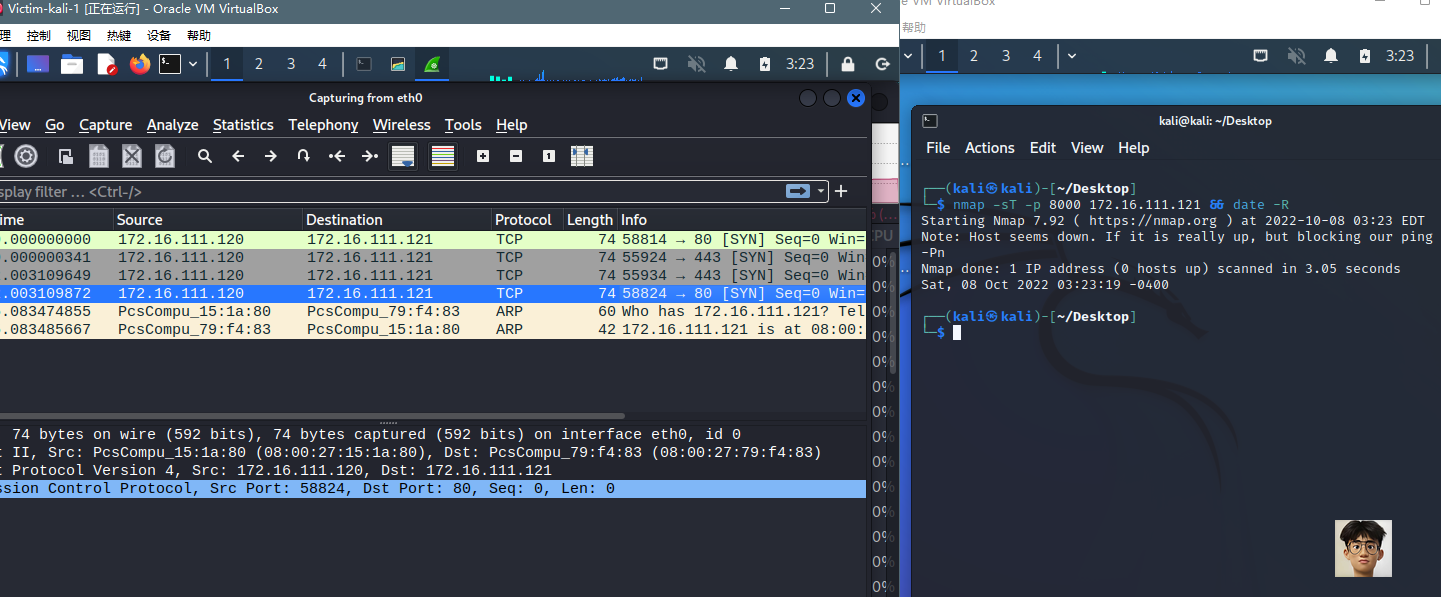 Victim-kali-1 [正在运行] - Oracle VM VirtualBox
理 控制 视图 热键 设备 帮助
1 2 3 4 3:23
Capturing from eth0
View Go Capture Analyze Statistics Telephony Wireless Tools Help
splay filter … <Ctrl-/>
ime Source Destination Protocol Length Info
.000000000 172.16.111.120 172.16.111.121 TCP 74 58814 → 80 [SYN] Seq=0 Win=
.000000341 172.16.111.120 172.16.111.121 TCP 74 55924 → 443 [SYN] Seq=0 Win
.003109649 172.16.111.120 172.16.111.121 TCP 74 55934 → 443 [SYN] Seq=0 Win
.003109872 172.16.111.120 172.16.111.121 TCP 74 58824 → 80 [SYN] Seq=0 Win=
.083474855 PcsCompu_15:1a:80 PcsCompu_79:f4:83 ARP 60 Who has 172.16.111.121? Tel
.083485667 PcsCompu_79:f4:83 PcsCompu_15:1a:80 ARP 42 172.16.111.121 is at 08:00:
74 bytes on wire (592 bits), 74 bytes captured (592 bits) on interface eth0, id 0
t II, Src: PcsCompu_15:1a:80 (08:00:27:15:1a:80), Dst: PcsCompu_79:f4:83 (08:00:27:79:f4:83)
t Protocol Version 4, Src: 172.16.111.120, Dst: 172.16.111.121
ssion Control Protocol, Src Port: 58824, Dst Port: 80, Seq: 0, Len: 0
CPU
0%
0%
0%
0%
0%
0%
0%
0%
0%
0%
0%
0%
0%
0%
e VM VirtualBox
帮助
1 2 3 4 3:23
kali@kali: ~/Desktop
File Actions Edit View Help
┌──(kali㉿kali)-[~/Desktop]
└─$ nmap -sT -p 8000 172.16.111.121 && date -R
Starting Nmap 7.92 ( https://nmap.org ) at 2022-10-08 03:23 EDT
Note: Host seems down. If it is really up, but blocking our ping
-Pn
Nmap done: 1 IP address (0 hosts up) scanned in 3.05 seconds
Sat, 08 Oct 2022 03:23:19 -0400
┌──(kali㉿kali)-[~/Desktop]
└─$